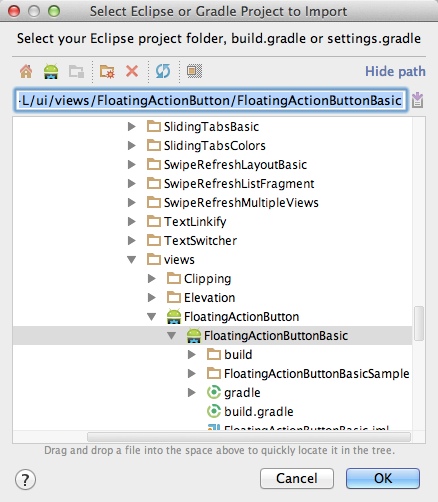 Select Eclipse or Gradle Project to Import
Select your Eclipse project folder, build.gradle or settings.gradle
Hide path
-L/ui/views/FloatingActionButton/FloatingActionButtonBasic
SlidingTabsBasic
SlidingTabsColors
SwipeRefreshLayoutBasic
SwipeRefreshListFragment
SwipeRefreshMultipleViews
TextLinkify
TextSwitcher
views
Clipping
Elevation
FloatingActionButton
FloatingActionButtonBasic
build
FloatingActionButtonBasicSample
gradle
build.gradle
FloatingActionButtonBasic.iml
Drag and drop a file into the space above to quickly locate it in the tree.
?
Cancel
OK